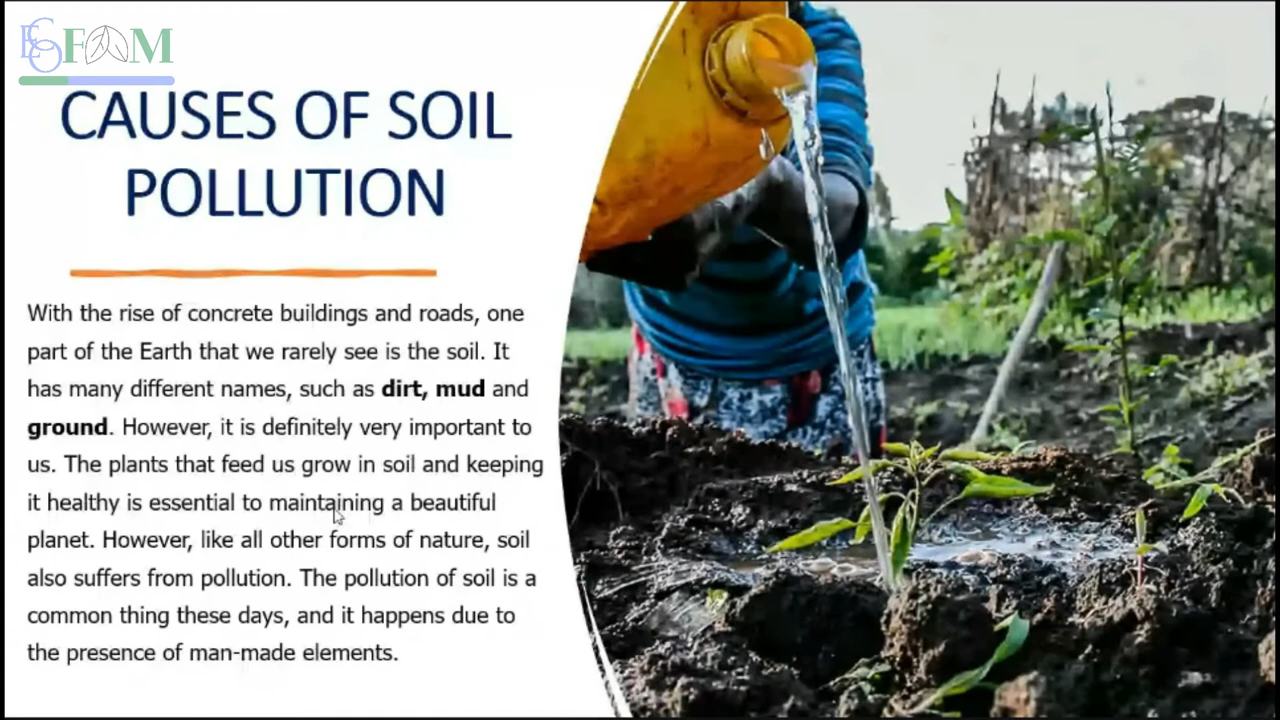 ECOFAM
CAUSES OF SOIL
POLLUTION
With the rise of concrete buildings and roads, one
part of the Earth that we rarely see is the soil. It
has many different names, such as dirt, mud and
ground. However, it is definitely very important to
us. The plants that feed us grow in soil and keeping
it healthy is essential to maintaining a beautiful
planet. However, like all other forms of nature, soil
also suffers from pollution. The pollution of soil is a
common thing these days, and it happens due to
the presence of man-made elements.